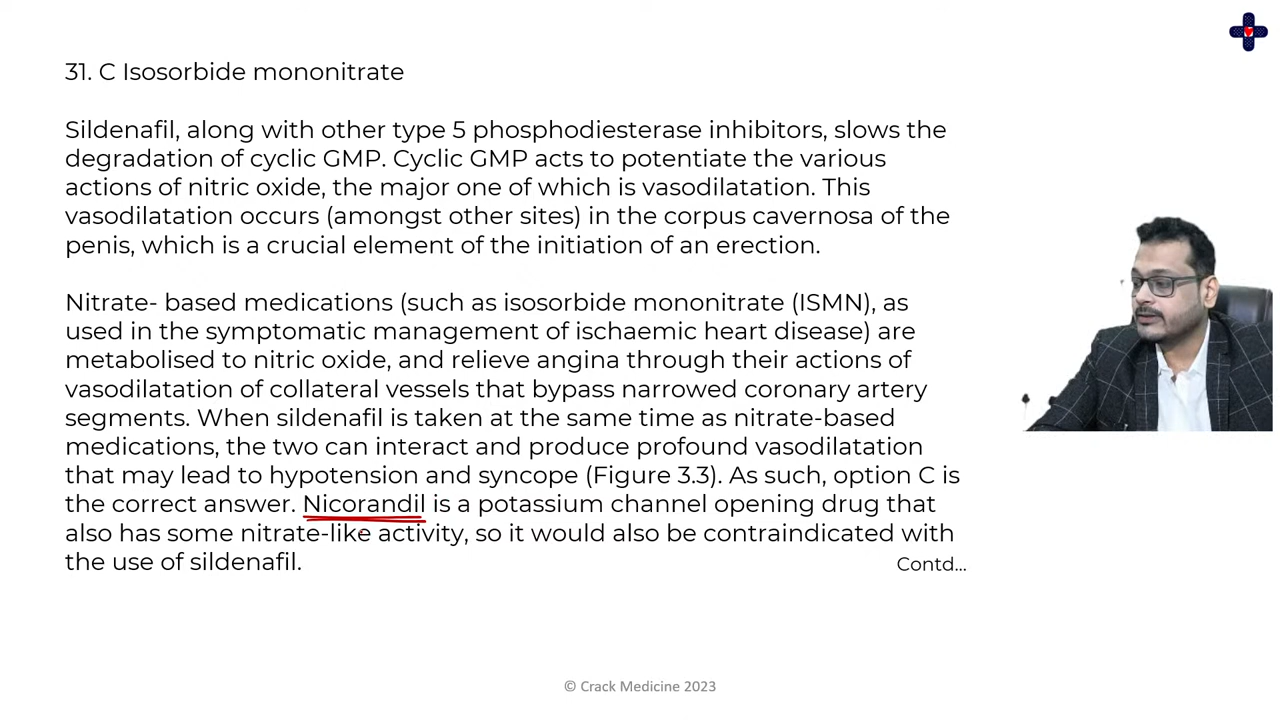 31. C Isosorbide mononitrate
Sildenafil, along with other type 5 phosphodiesterase inhibitors, slows the
degradation of cyclic GMP. Cyclic GMP acts to potentiate the various
actions of nitric oxide, the major one of which is vasodilatation. This
vasodilatation occurs (amongst other sites) in the corpus cavernosa of the
penis, which is a crucial element of the initiation of an erection.
Nitrate- based medications (such as isosorbide mononitrate (ISMN), as
used in the symptomatic management of ischaemic heart disease) are
metabolised to nitric oxide, and relieve angina through their actions of
vasodilatation of collateral vessels that bypass narrowed coronary artery
segments. When sildenafil is taken at the same time as nitrate-based
medications, the two can interact and produce profound vasodilatation
that may lead to hypotension and syncope (Figure 3.3). As such, option C is
the correct answer. Nicorandil is a potassium channel opening drug that
also has some nitrate-like activity, so it would also be contraindicated with
the use of sildenafil.
Contd...
© Crack Medicine 2023